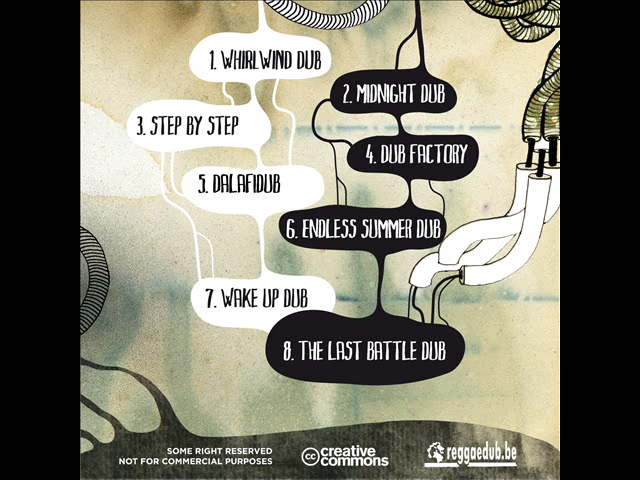 1. WHIRLWIND DUB
2. MIDNIGHT DUB
3. STEP BY STEP
4. DUB FACTORY
5. DALAFIDUB
6. ENDLESS SUMMER DUB
7. WAKE UP DUB
8. THE LAST BATTLE DUB
SOME RIGHT RESERVED
NOT FOR COMMERCIAL PURPOSES
cc creative
commons
reggaedub.be